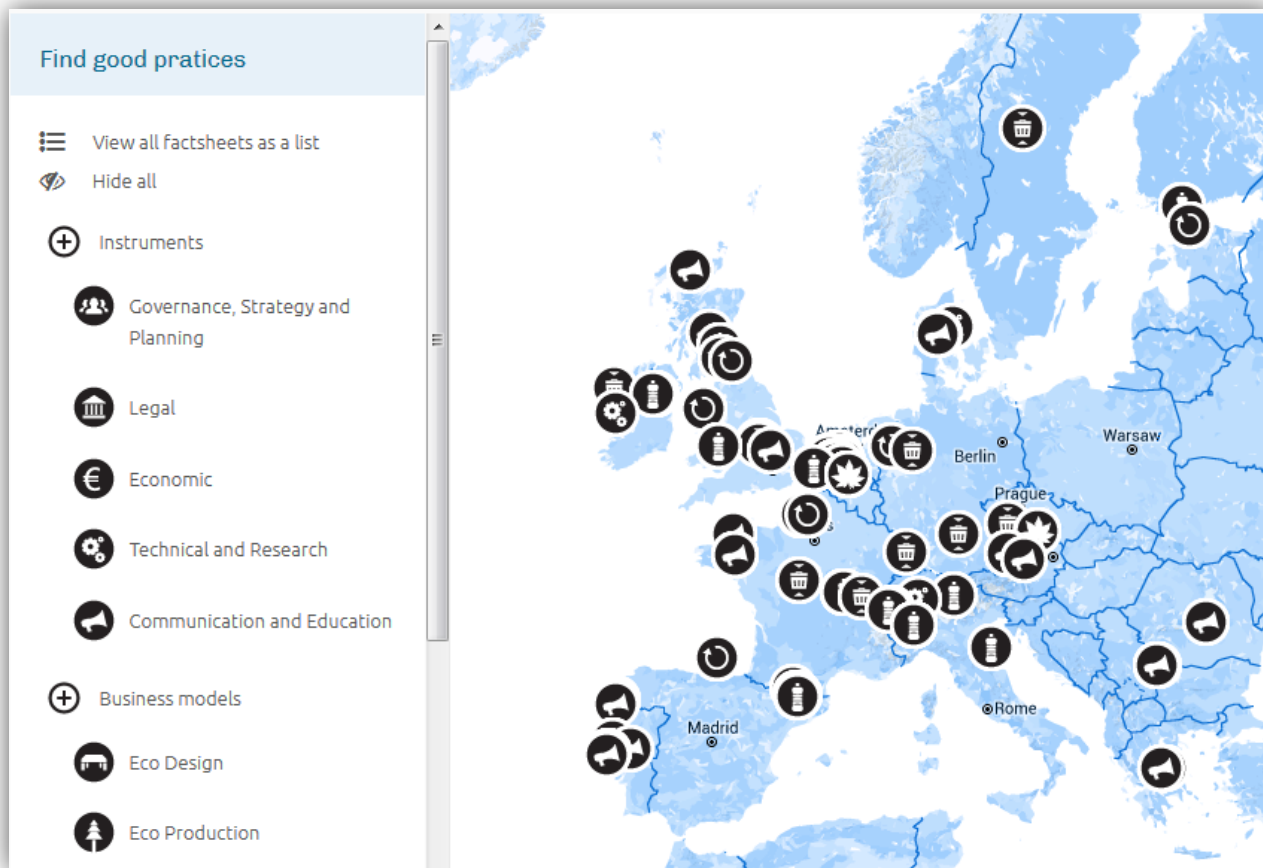 Find good pratices
View all factsheets as a list
Hide all
Instruments
Governance, Strategy and
Planning
Legal
Economic
Technical and Research
Communication and Education
Business models
Eco Design
Eco Production
Warsaw
Berlin
Prague
Rome
Madrid